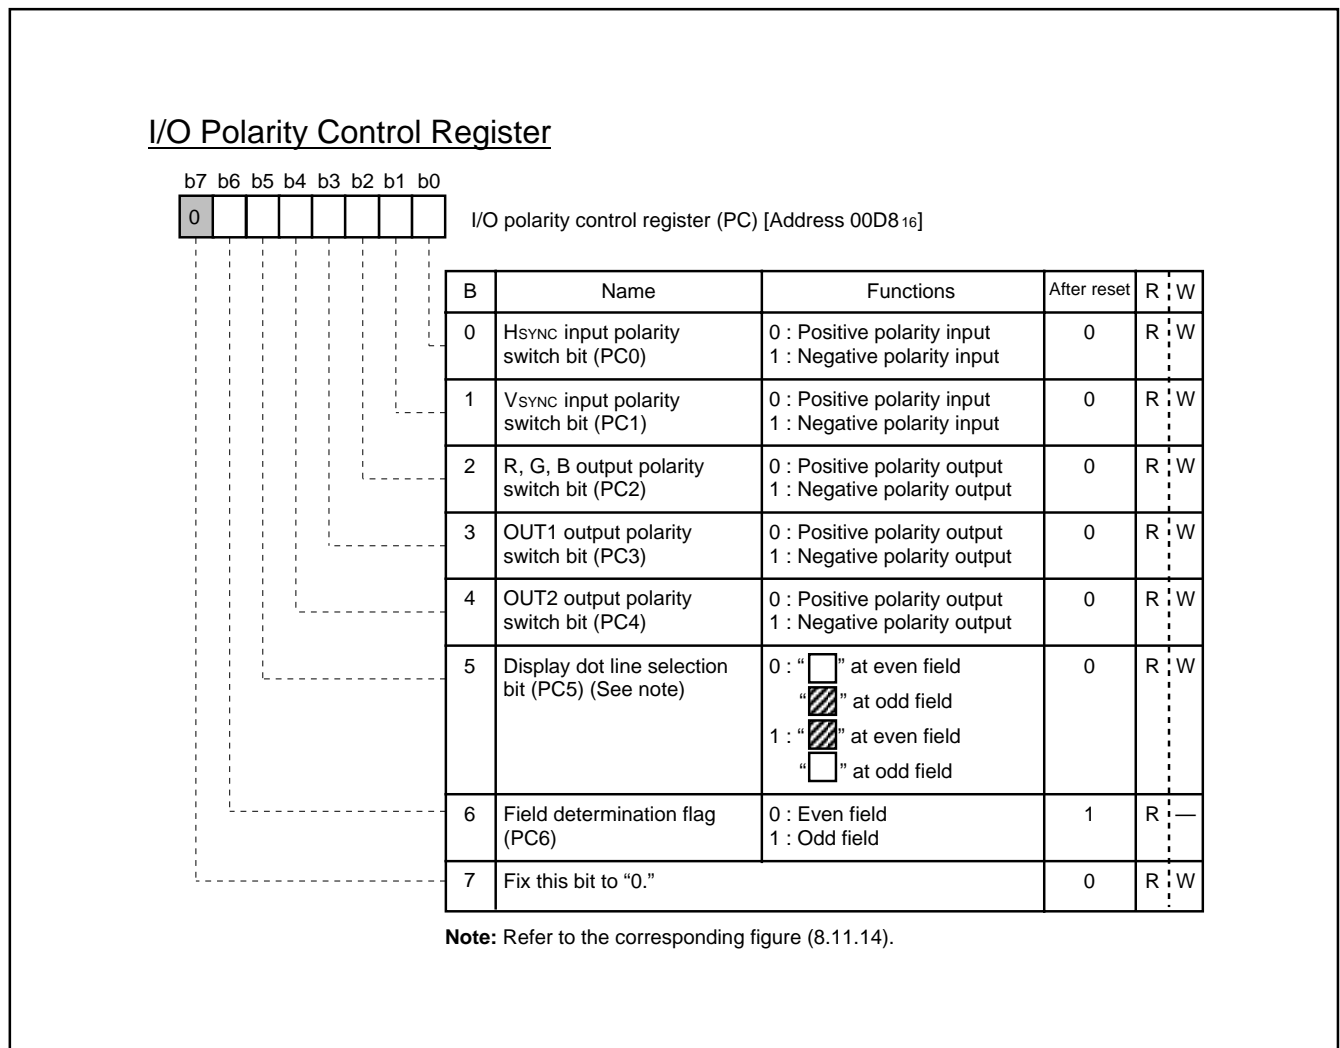 I/O Polarity Control Register
b7 b6 b5 b4 b3 b2 b1 b0
0
I/O polarity control register (PC) [Address 00D816]
B Name Functions After reset R W
0 HSYNC input polarity switch bit (PC0) 0 : Positive polarity input 1 : Negative polarity input 0 R W
1 VSYNC input polarity switch bit (PC1) 0 : Positive polarity input 1 : Negative polarity input 0 R W
2 R, G, B output polarity switch bit (PC2) 0 : Positive polarity output 1 : Negative polarity output 0 R W
3 OUT1 output polarity switch bit (PC3) 0 : Positive polarity output 1 : Negative polarity output 0 R W
4 OUT2 output polarity switch bit (PC4) 0 : Positive polarity output 1 : Negative polarity output 0 R W
5 Display dot line selection bit (PC5) (See note) 0 : “ ” at even field “ ” at odd field 1 : “ ” at even field “ ” at odd field 0 R W
6 Field determination flag (PC6) 0 : Even field 1 : Odd field 1 R —
7 Fix this bit to “0.” 0 R W
Note: Refer to the corresponding figure (8.11.14).